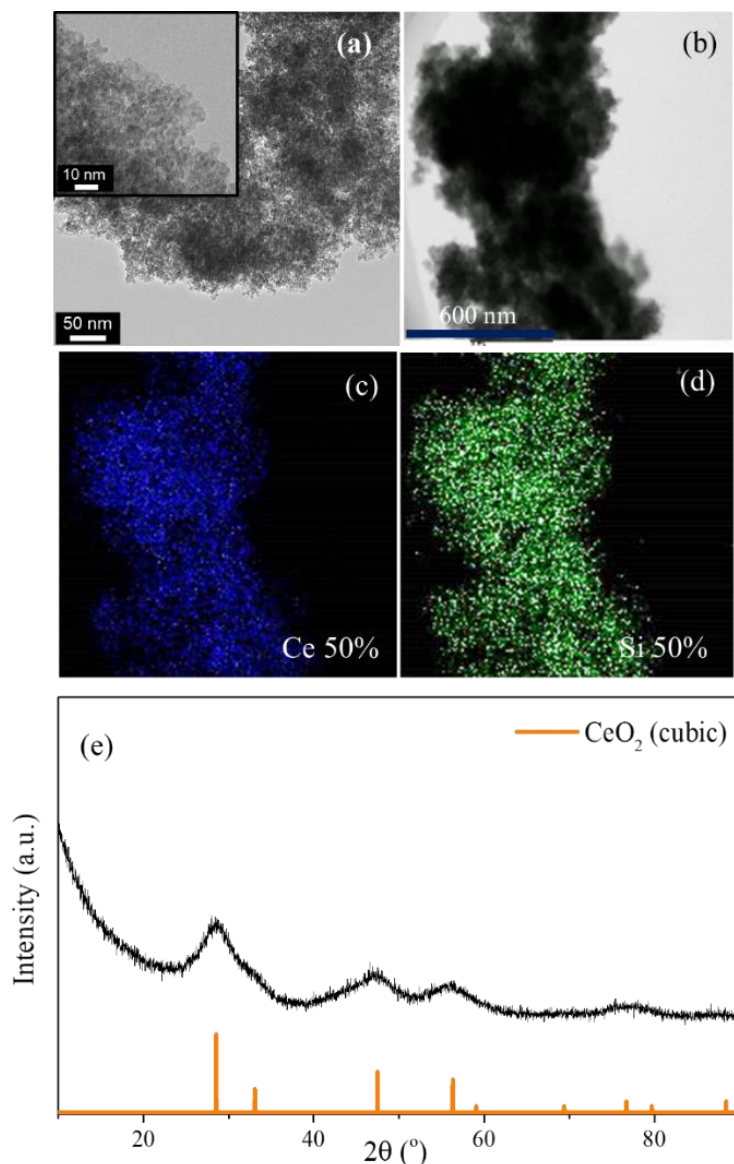 (a)
10 nm
50 nm
(b)
600 nm
(c)
Ce 50%
(d)
Si 50%
(e)
CeO₂ (cubic)
Intensity (a.u.)
20 40 60 80
2θ (°)